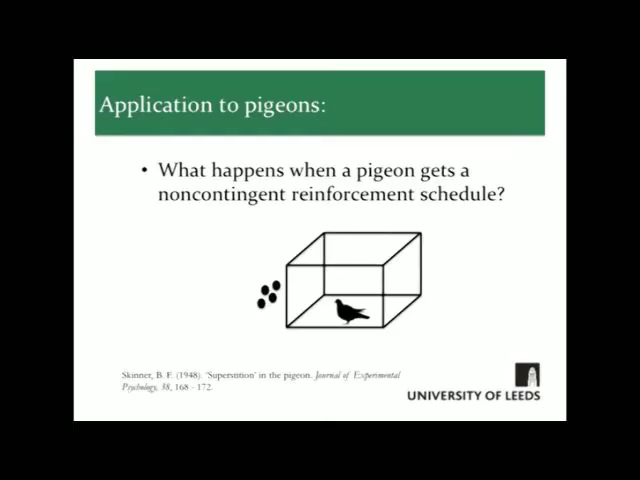 Application to pigeons:
• What happens when a pigeon gets a
noncontingent reinforcement schedule?
Skinner, B. F. (1948). 'Superstition' in the pigeon. Journal of Experimental
Psychology, 38, 168 - 172.
UNIVERSITY OF LEEDS